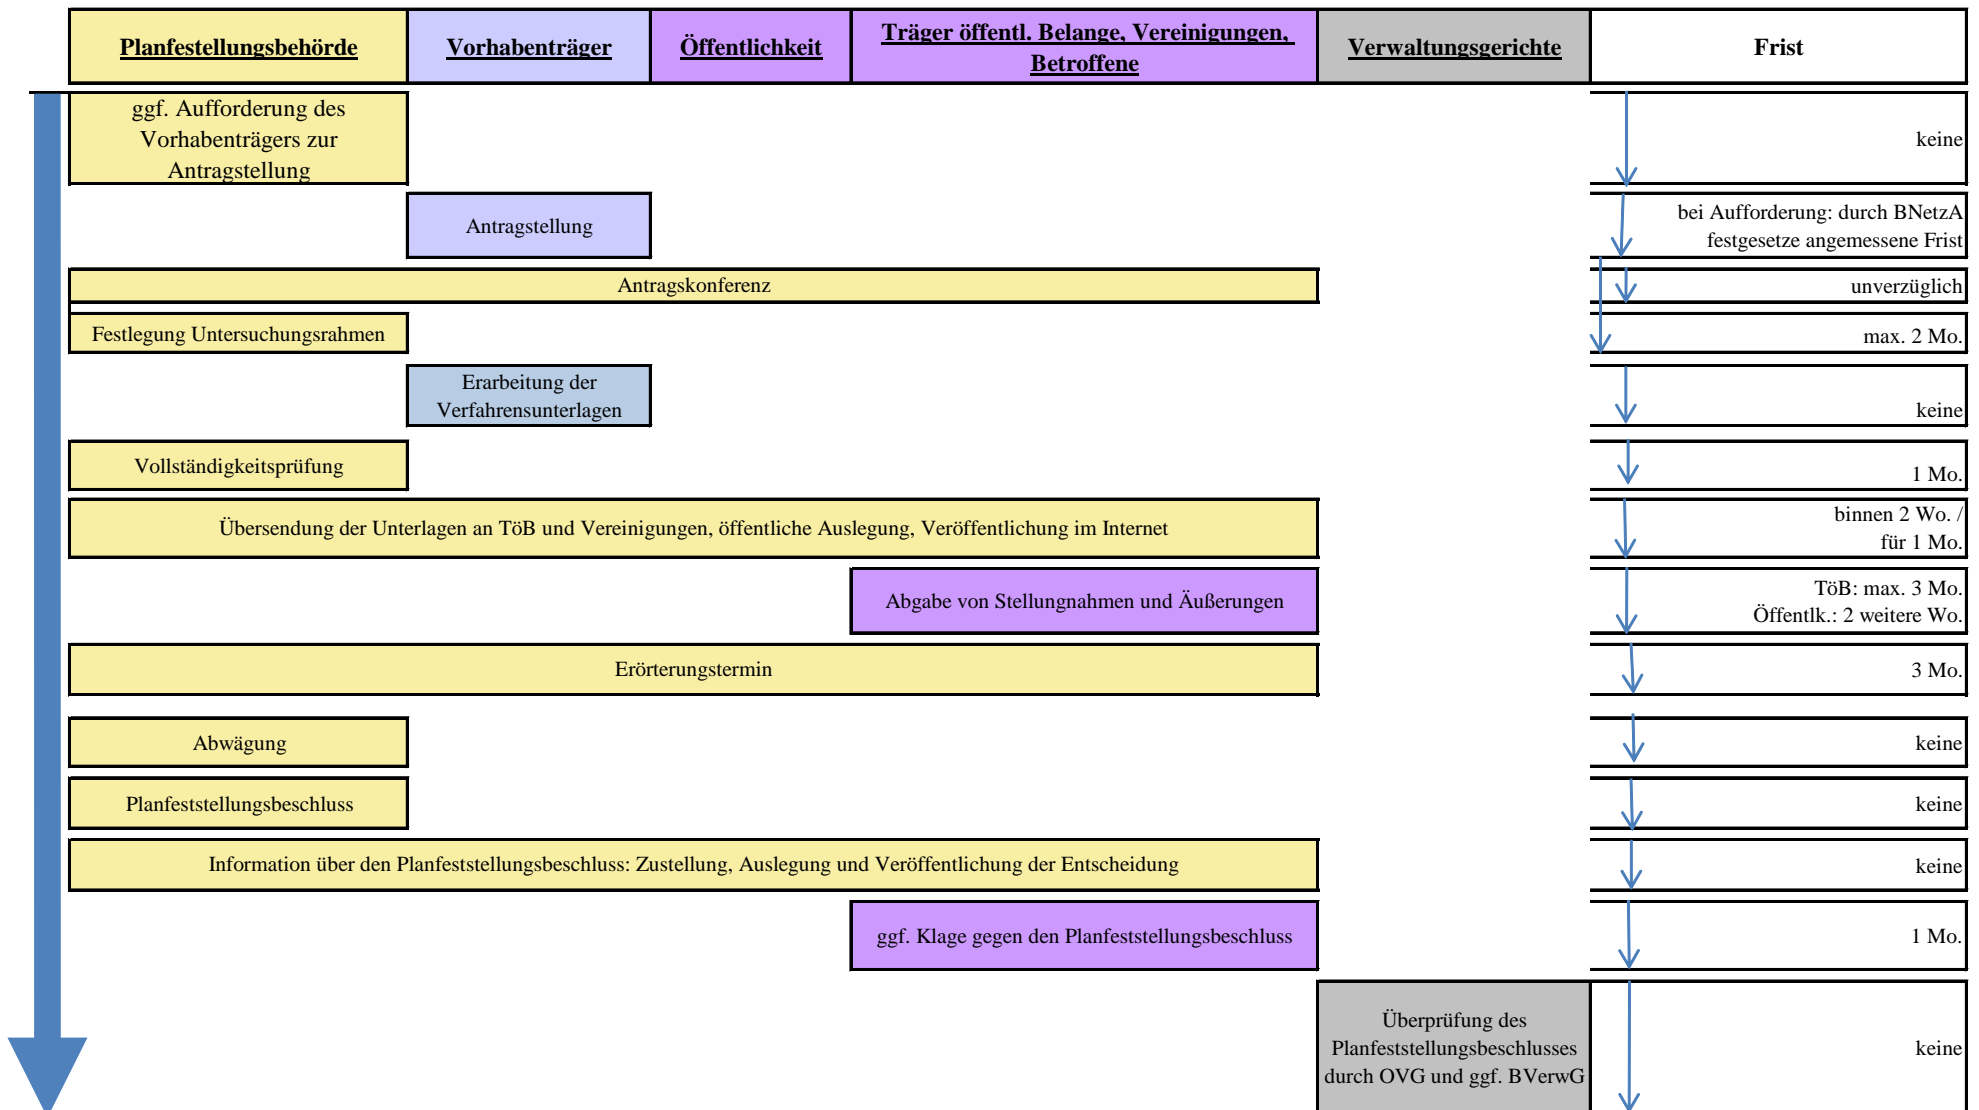 Planfestellungsbehörde
Vorhabenträger
Öffentlichkeit
Träger öffentl. Belange, Vereinigungen,
Betroffene
Verwaltungsgerichte
Frist
ggf. Aufforderung des
Vorhabenträgers zur
Antragstellung
keine
Antragstellung
bei Aufforderung: durch BNetzA
festgesetze angemessene Frist
Antragskonferenz
unverzüglich
Festlegung Untersuchungsrahmen
max. 2 Mo.
Erarbeitung der
Verfahrensunterlagen
keine
Vollständigkeitsprüfung
1 Mo.
Übersendung der Unterlagen an TöB und Vereinigungen, öffentliche Auslegung, Veröffentlichung im Internet
binnen 2 Wo. /
für 1 Mo.
Abgabe von Stellungnahmen und Äußerungen
TöB: max. 3 Mo.
Öffentlk.: 2 weitere Wo.
Erörterungstermin
3 Mo.
Abwägung
keine
Planfeststellungsbeschluss
keine
Information über den Planfeststellungsbeschluss: Zustellung, Auslegung und Veröffentlichung der Entscheidung
keine
ggf. Klage gegen den Planfeststellungsbeschluss
1 Mo.
Überprüfung des
Planfeststellungsbeschlusses
durch OVG und ggf. BVerwG
keine